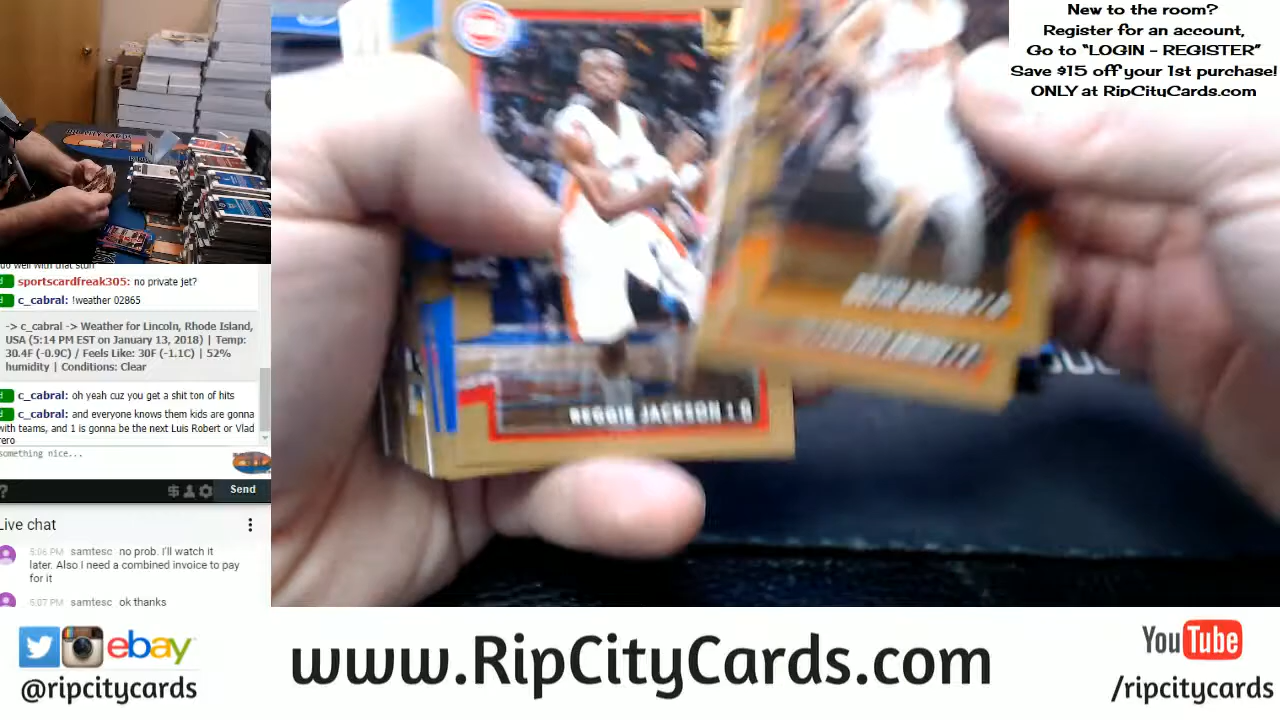 New to the room?
Register for an account,
Go to "LOGIN - REGISTER"
Save $15 off your 1st purchase!
ONLY at RipCityCards.com
RIP CITY CARDS
REGGIE JACKSON | G
sportscardfreak305: no private jet?
c_cabral: !weather 02865
-> c_cabral -> Weather for Lincoln, Rhode Island,
USA (5:14 PM EST on January 13, 2018) | Temp:
30.4F (-0.9C) / Feels Like: 30F (-1.1C) | 52%
humidity | Conditions: Clear
c_cabral: oh yeah cuz you get a shit ton of hits
c_cabral: and everyone knows them kids are gonna
with teams, and 1 is gonna be the next Luis Robert or Vlad
something nice...
Send
Live chat
5:06 PM samtesc no prob. I'll watch it
later. Also I need a combined invoice to pay
for it
5:07 PM samtesc ok thanks
ebay
@ripcitycards
www.RipCityCards.com
YouTube
/ripcitycards